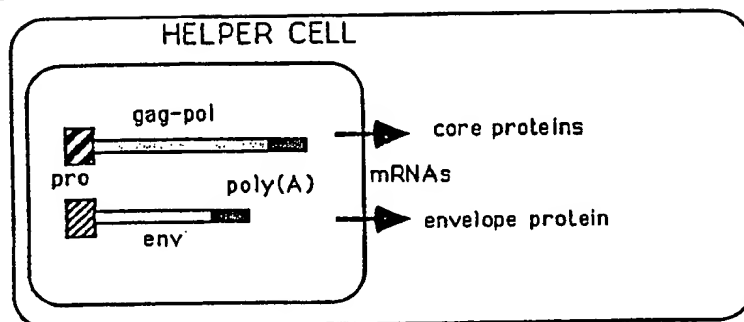 HELPER CELL
gag-pol
core proteins
pro
poly(A)
mRNAs
env
envelope protein